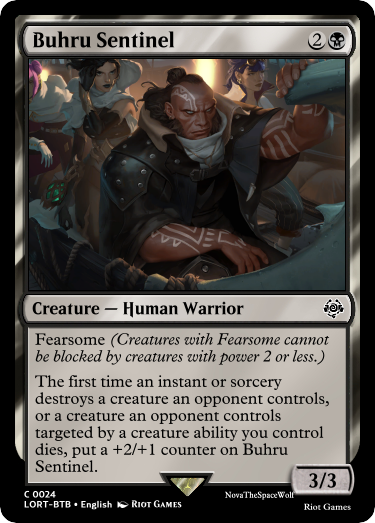 Buhru Sentinel 2
Creature — Human Warrior
Fearsome (Creatures with Fearsome cannot
be blocked by creatures with power 2 or less.)
The first time an instant or sorcery
destroys a creature an opponent controls,
or a creature an opponent controls
targeted by a creature ability you control
dies, put a +2/+1 counter on Buhru
Sentinel.
3/3
C 0024 NovaTheSpaceWolf
LORT-BTB • English Riot Games Riot Games